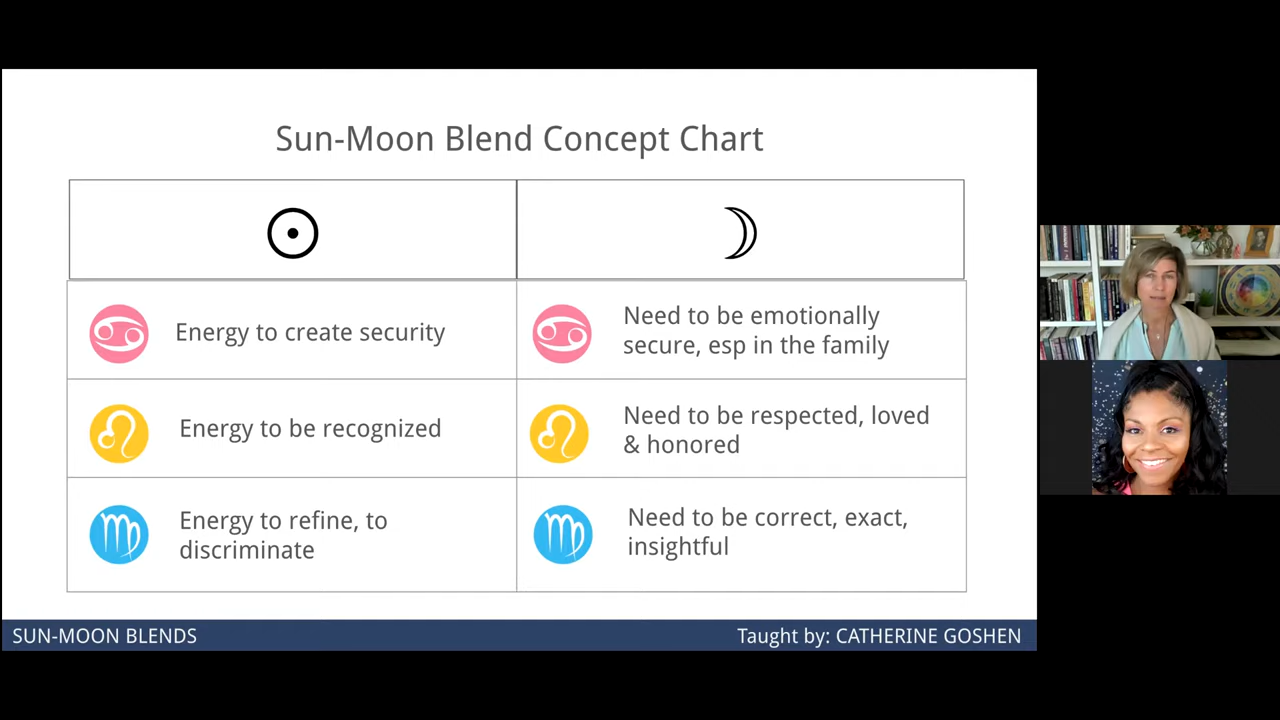 Sun-Moon Blend Concept Chart
Energy to create security
Need to be emotionally
secure, esp in the family
Energy to be recognized
Need to be respected, loved
& honored
Energy to refine, to
discriminate
Need to be correct, exact,
insightful
SUN-MOON BLENDS
Taught by: CATHERINE GOSHEN